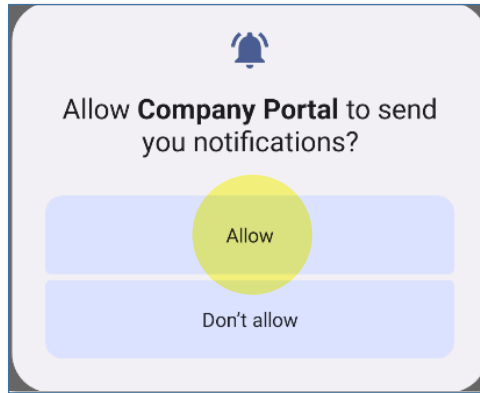 Allow Company Portal to send
you notifications?
Allow
Don't allow